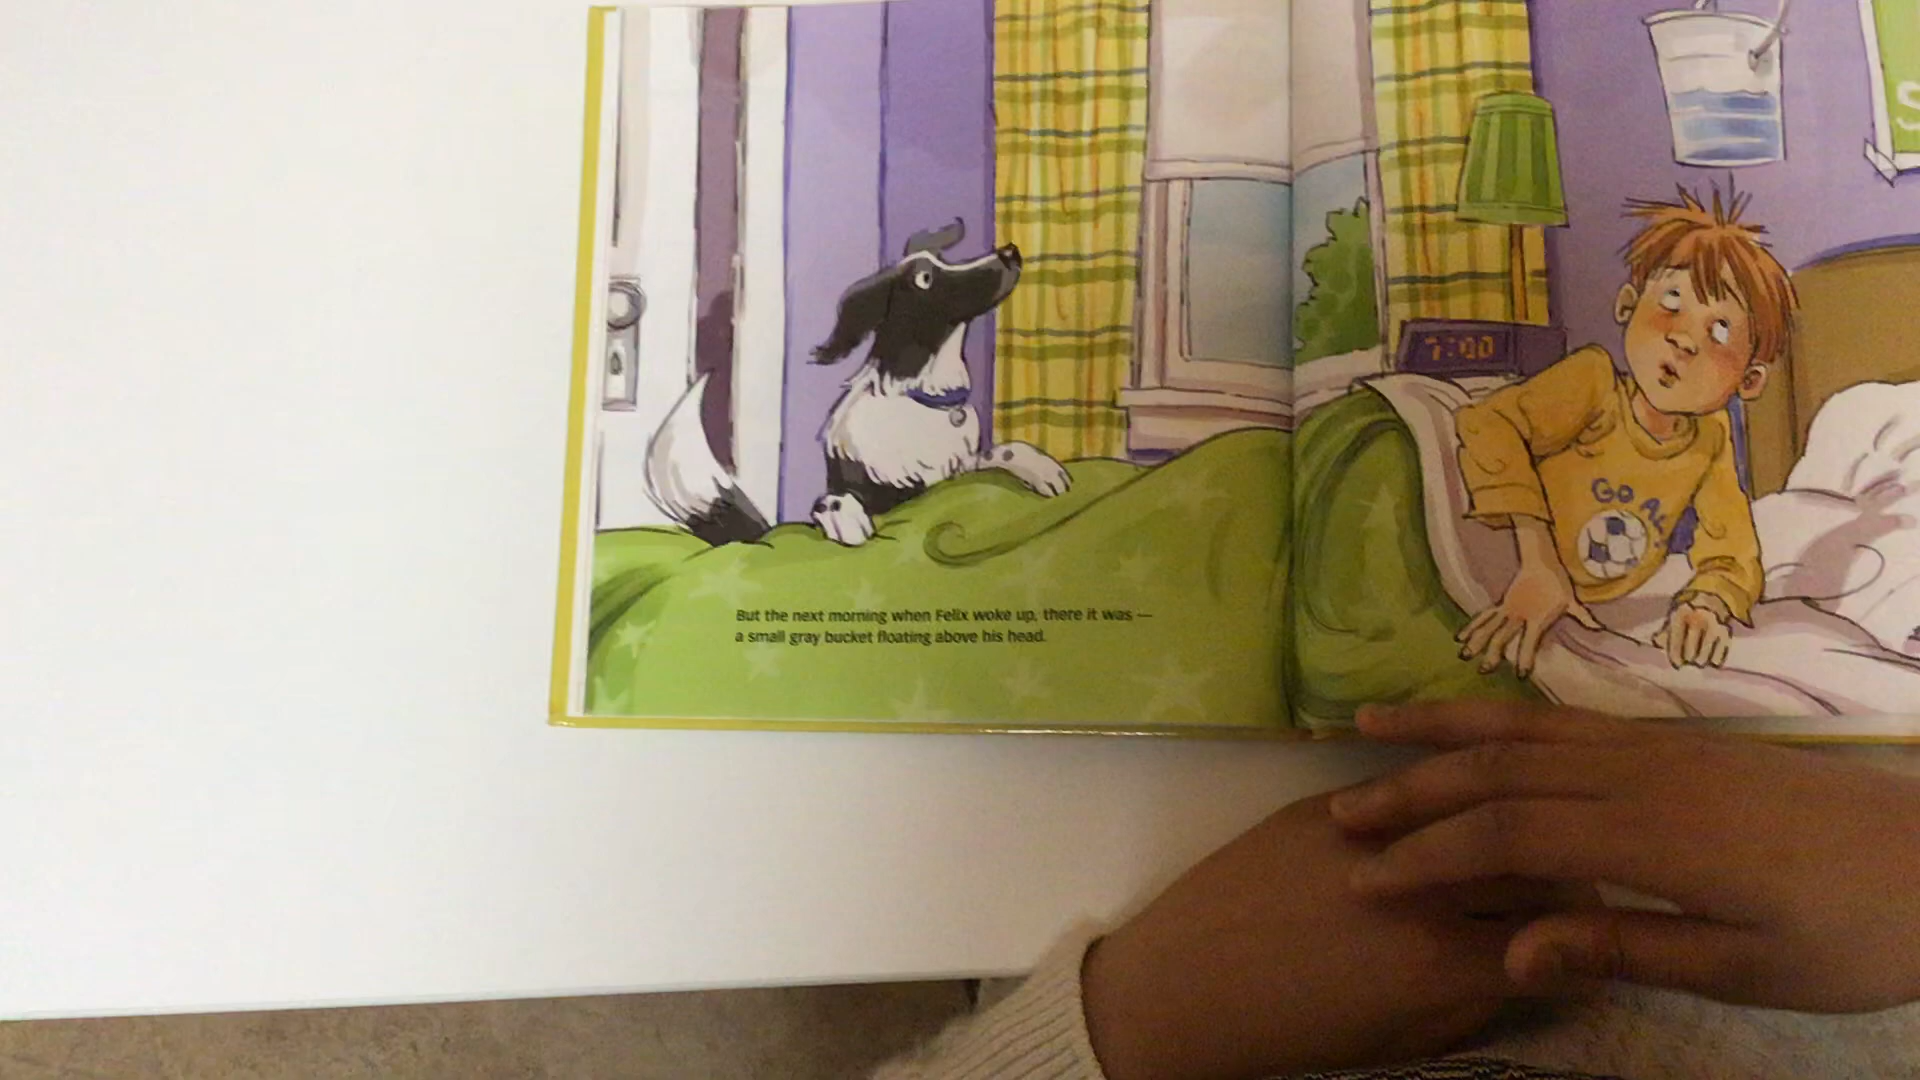 But the next morning when Felix woke up, there it was —
a small gray bucket floating above his head.
7:00
GOAL
S